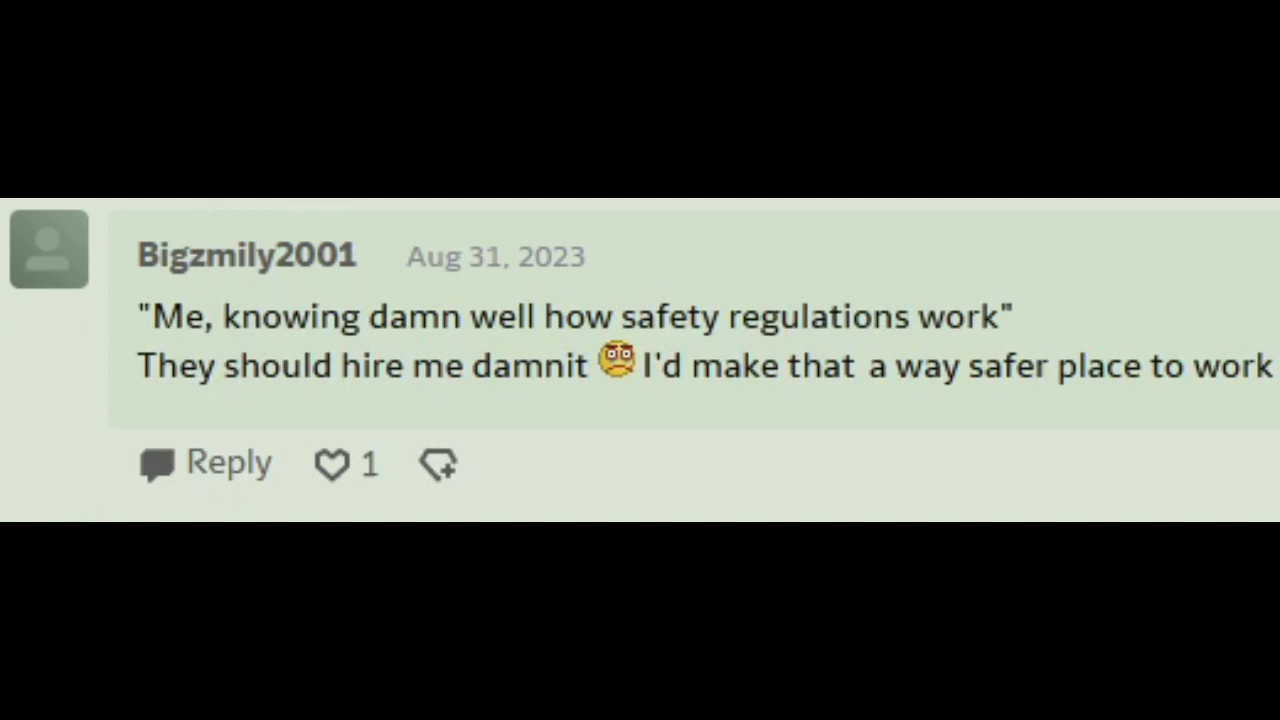 Bigzmily2001 Aug 31, 2023
"Me, knowing damn well how safety regulations work"
They should hire me damnit I'd make that a way safer place to work
Reply 1